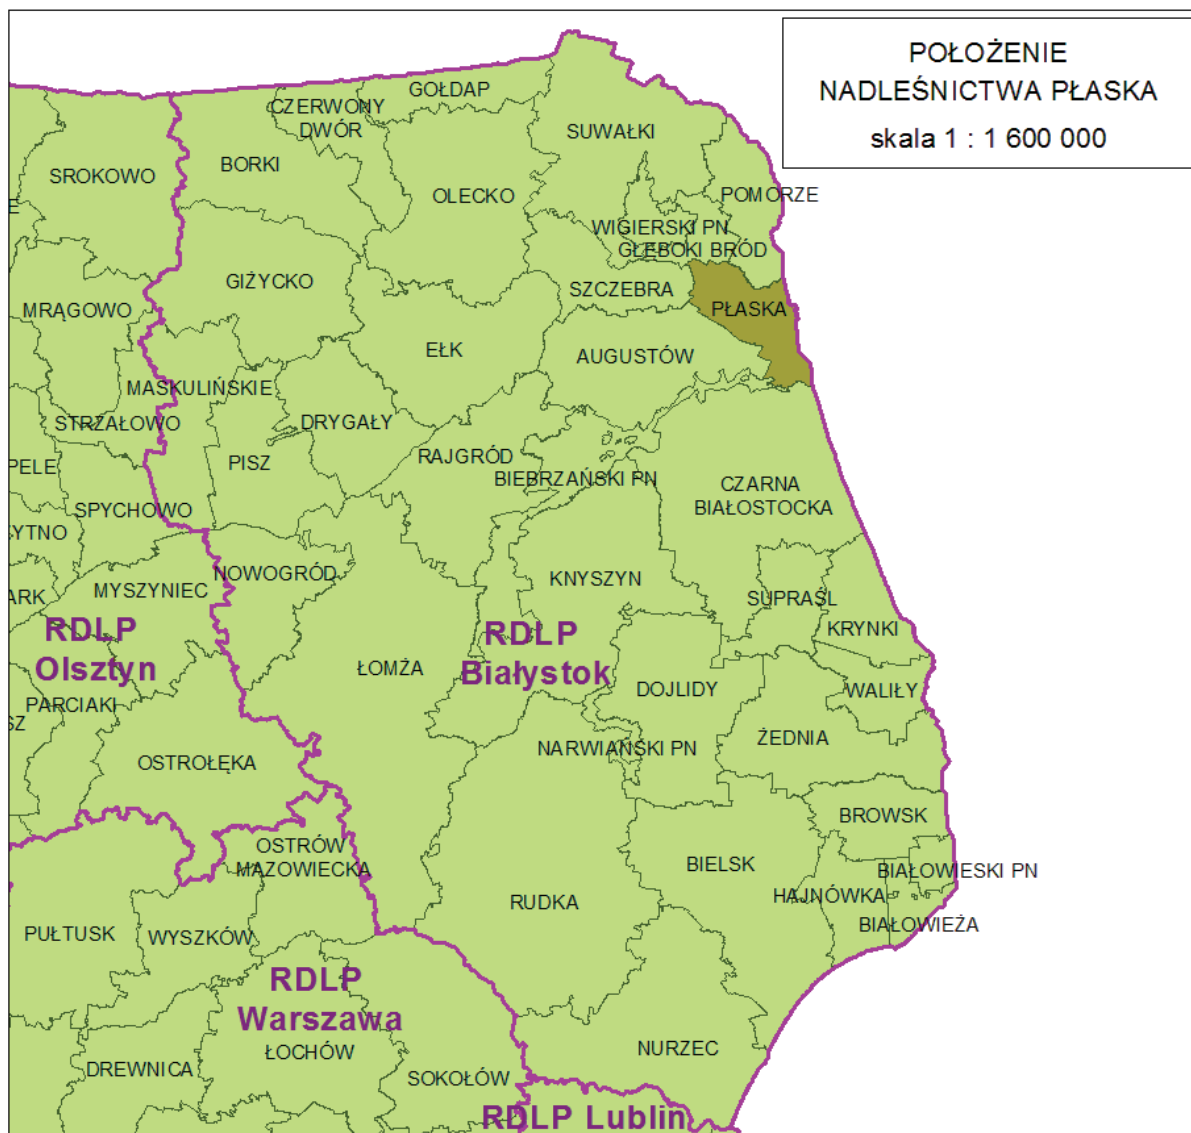 POŁOŻENIE
NADLEŚNICTWA PŁASKA
skala 1 : 1 600 000
GOŁDAP
CZERWONY
DWÓR
SUWAŁKI
BORKI
SROKOWO
OLECKO
POMORZE
E
WIGIERSKI PN
GŁĘBOKI BRÓD
GIŻYCKO
SZCZEBRA
MRĄGOWO
PŁASKA
EŁK
AUGUSTÓW
MASKULIŃSKIE
STRZAŁOWO
DRYGAŁY
RAJGRÓD
PISZ
PELE
BIEBRZAŃSKI PN
CZARNA
BIAŁOSTOCKA
SPYCHOWO
YTNO
NOWOGRÓD
KNYSZYN
MYSZYNIEC
ARK
SUPRAŚL
RDLP
Olsztyn
RDLP
Białystok
KRYNKI
ŁOMŻA
DOJLIDY
WALIŁY
PARCIAKI
SZ
ŻEDNIA
NARWIAŃSKI PN
OSTROŁĘKA
BROWSK
OSTRÓW
MAZOWIECKA
BIELSK
BIAŁOWIESKI PN
HAJNÓWKA
RUDKA
BIAŁOWIEŻA
PUŁTUSK
WYSZKÓW
RDLP
Warszawa
ŁOCHÓW
NURZEC
DREWNICA
SOKOŁÓW
RDLP Lublin